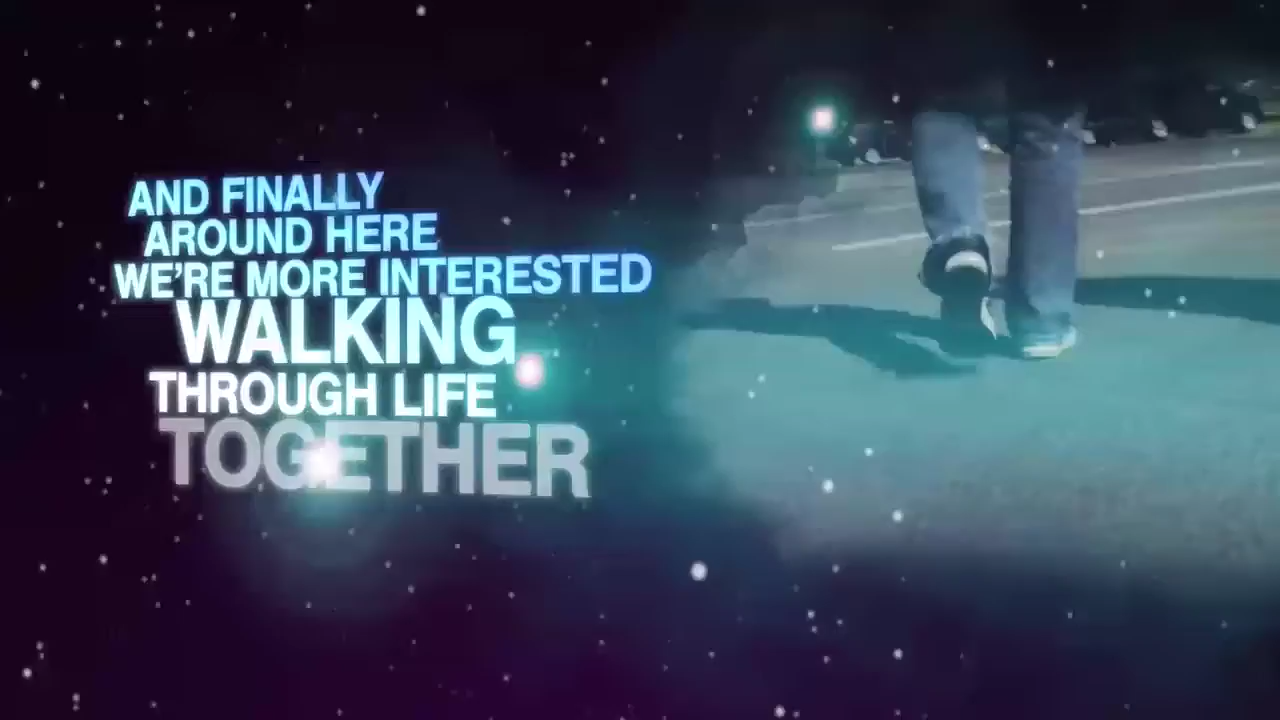 AND FINALLY
AROUND HERE
WE'RE MORE INTERESTED
WALKING
THROUGH LIFE
TOGETHER